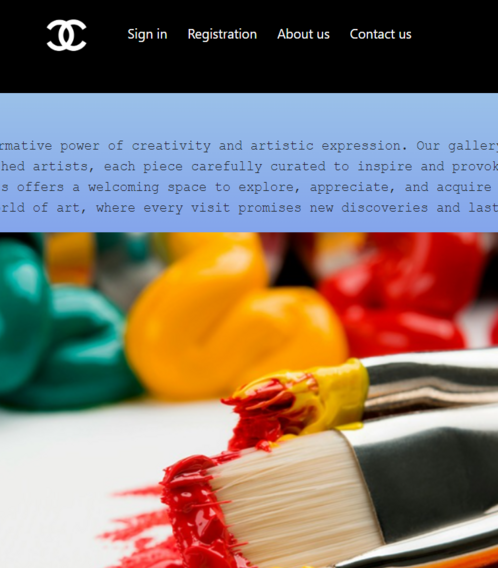 Sign in Registration About us Contact us
rmative power of creativity and artistic expression. Our gallery
hed artists, each piece carefully curated to inspire and provok
s offers a welcoming space to explore, appreciate, and acquire
rld of art, where every visit promises new discoveries and last